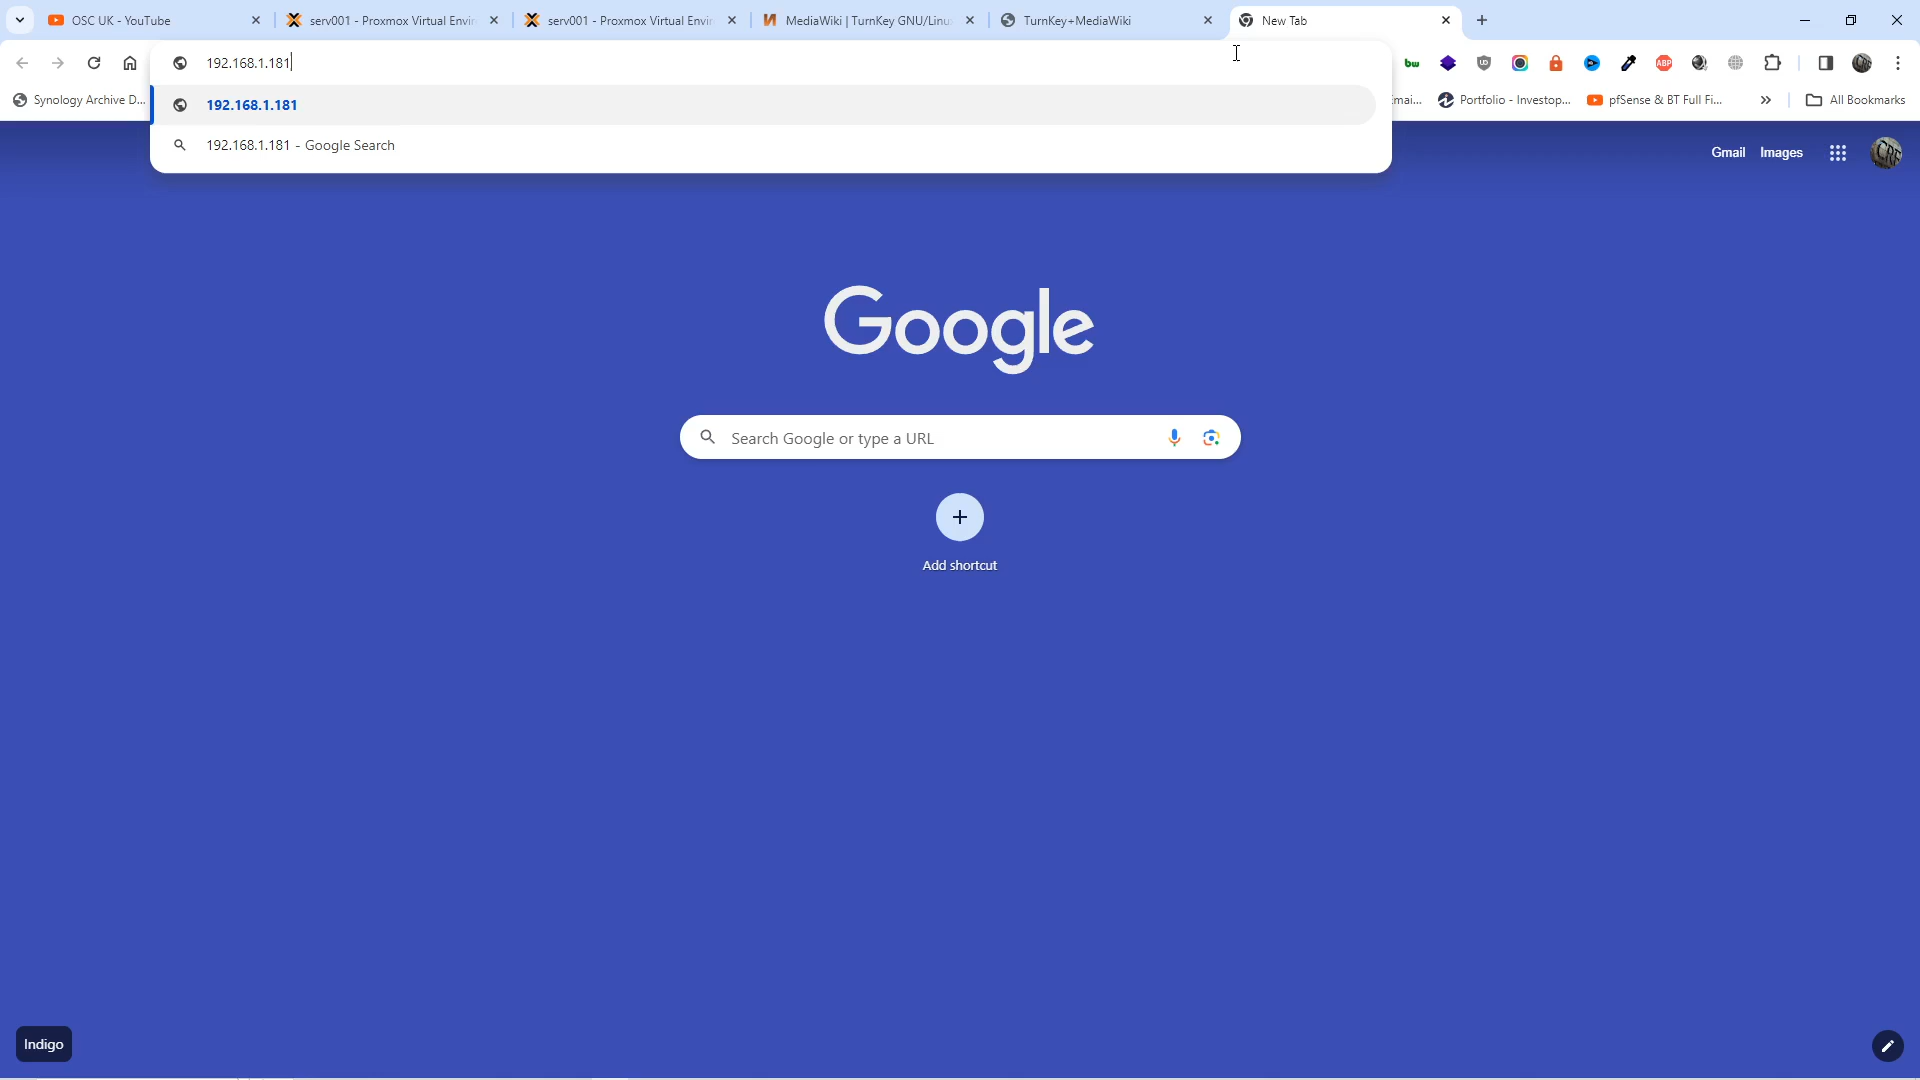 OSC UK - YouTube
serv001 - Proxmox Virtual Envir
serv001 - Proxmox Virtual Envir
MediaWiki | TurnKey GNU/Linu
TurnKey+MediaWiki
New Tab
192.168.1.181
bw
ABP
Synology Archive D...
192.168.1.181
Portfolio - Investop...
pfSense & BT Full Fi...
All Bookmarks
192.168.1.181 - Google Search
Gmail
Images
Google
Search Google or type a URL
Add shortcut
Indigo